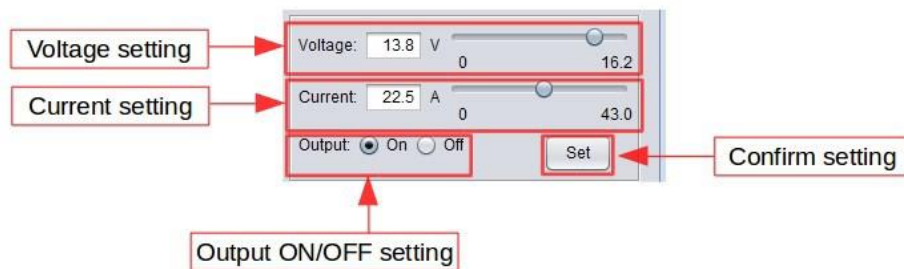 Voltage setting
Voltage: 13.8 V
0 16.2
Current setting
Current: 22.5 A
0 43.0
Output: On Off
Set
Confirm setting
Output ON/OFF setting